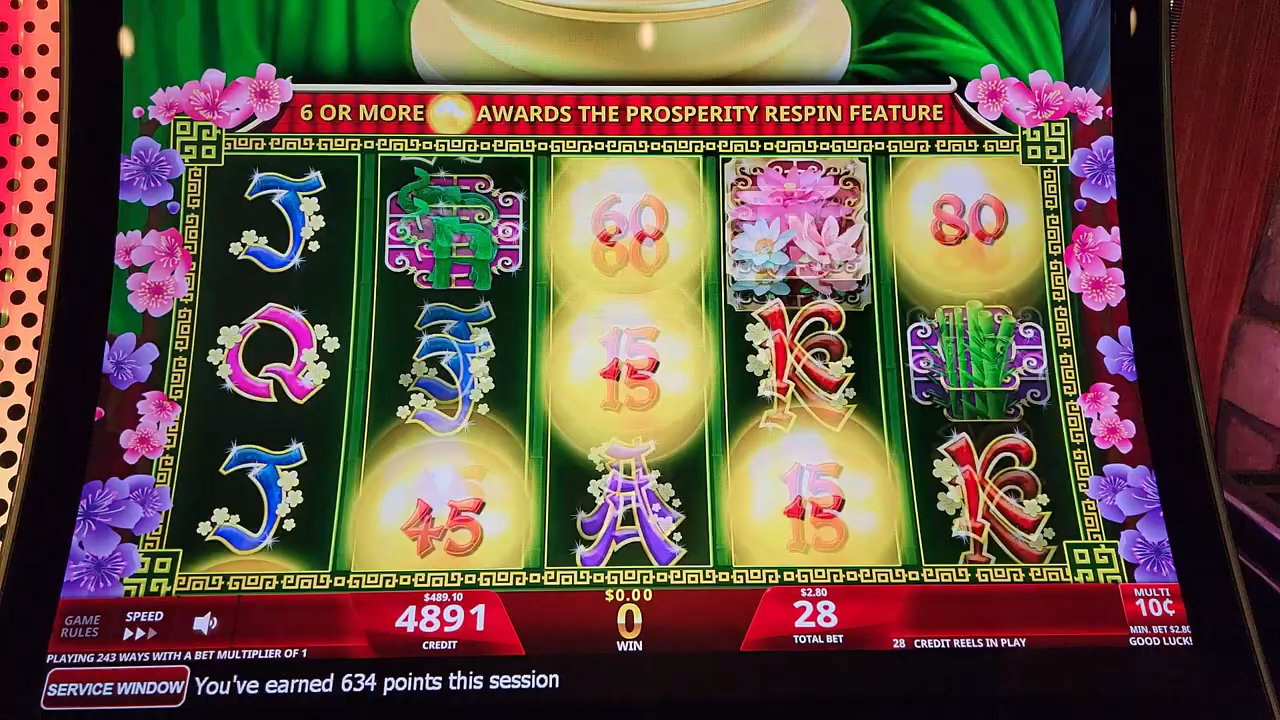 6 OR MORE AWARDS THE PROSPERITY RESPIN FEATURE
J 60 80
Q J 15 K
J 45 A 15 K
GAME RULES
SPEED
$489.10
4891
CREDIT
$0.00
0
WIN
$2.80
28
TOTAL BET
28 CREDIT REELS IN PLAY
MULTI
10¢
MIN. BET $2.80
GOOD LUCK!
PLAYING 243 WAYS WITH A BET MULTIPLIER OF 1
SERVICE WINDOW You've earned 634 points this session